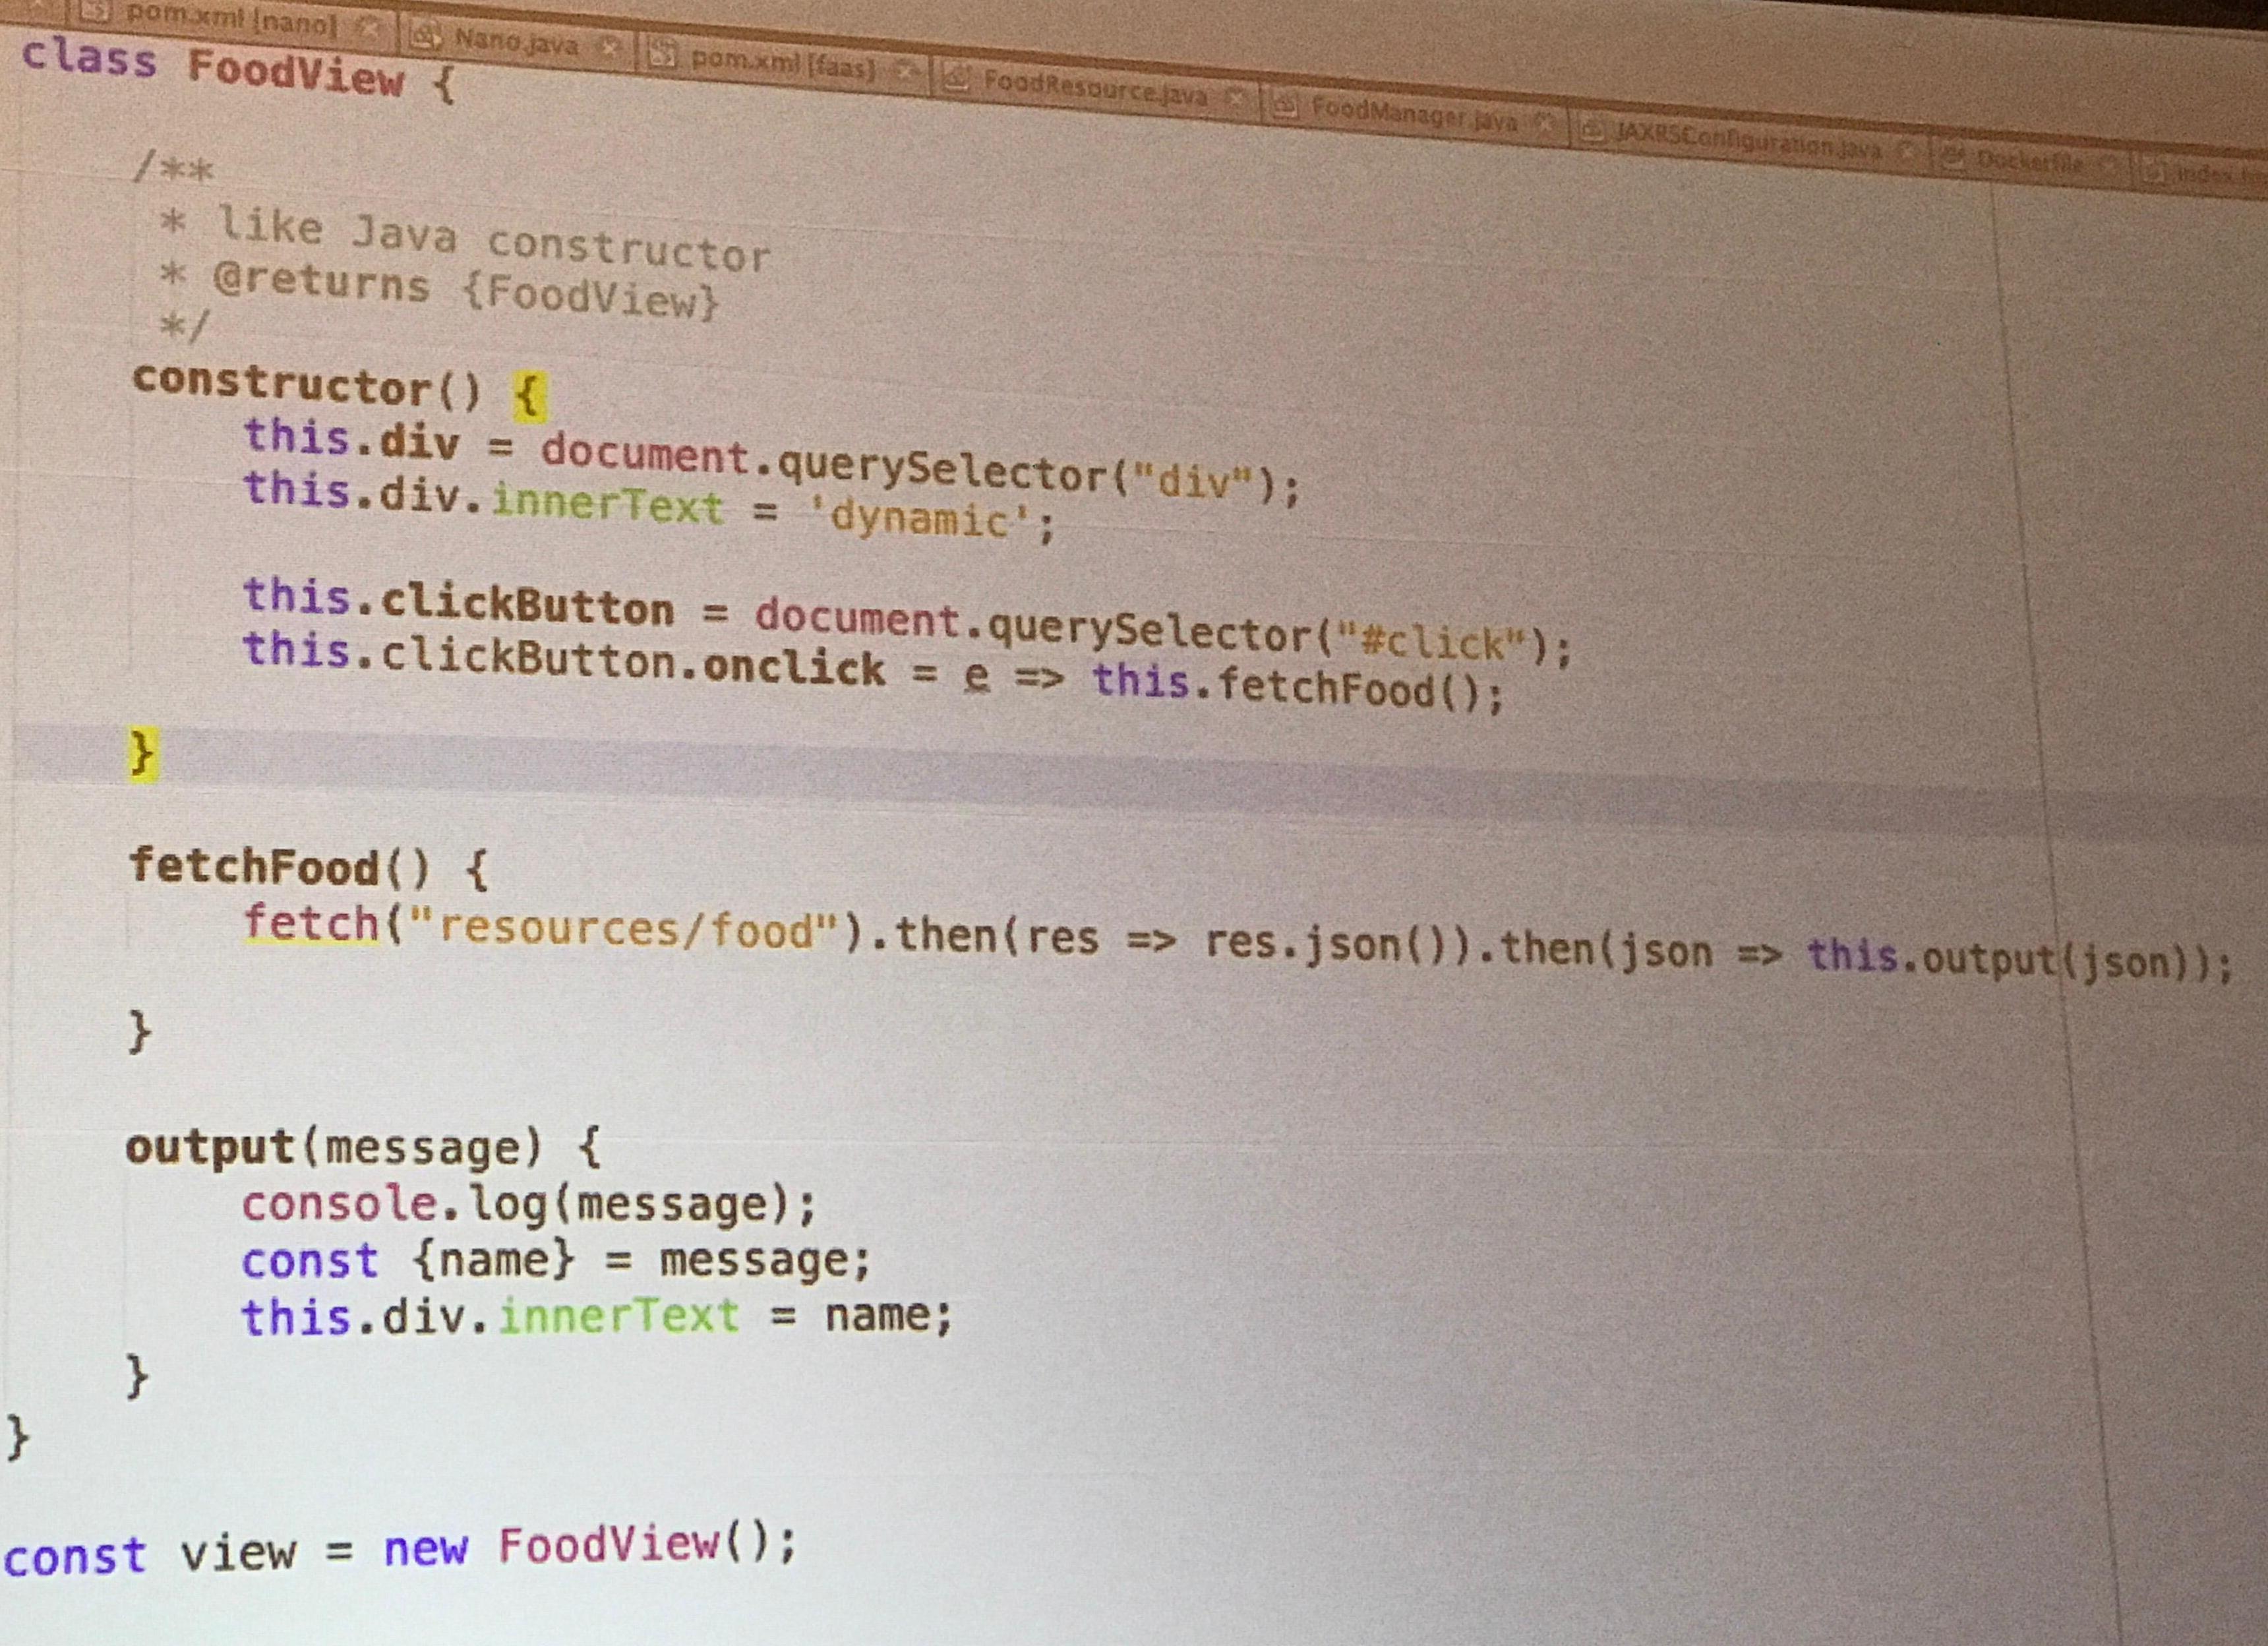 pom.xml [nano] Nano.java pom.xml [faas] FoodResource.java FoodManager.java JAXRSConfiguration.java Dockerfile
class FoodView {
/**
* like Java constructor
* @returns {FoodView}
*/
constructor() {
this.div = document.querySelector("div");
this.div.innerText = 'dynamic';
this.clickButton = document.querySelector("#click");
this.clickButton.onclick = e => this.fetchFood();
}
fetchFood() {
fetch("resources/food").then(res => res.json()).then(json => this.output(json));
}
output(message) {
console.log(message);
const {name} = message;
this.div.innerText = name;
}
}
const view = new FoodView();